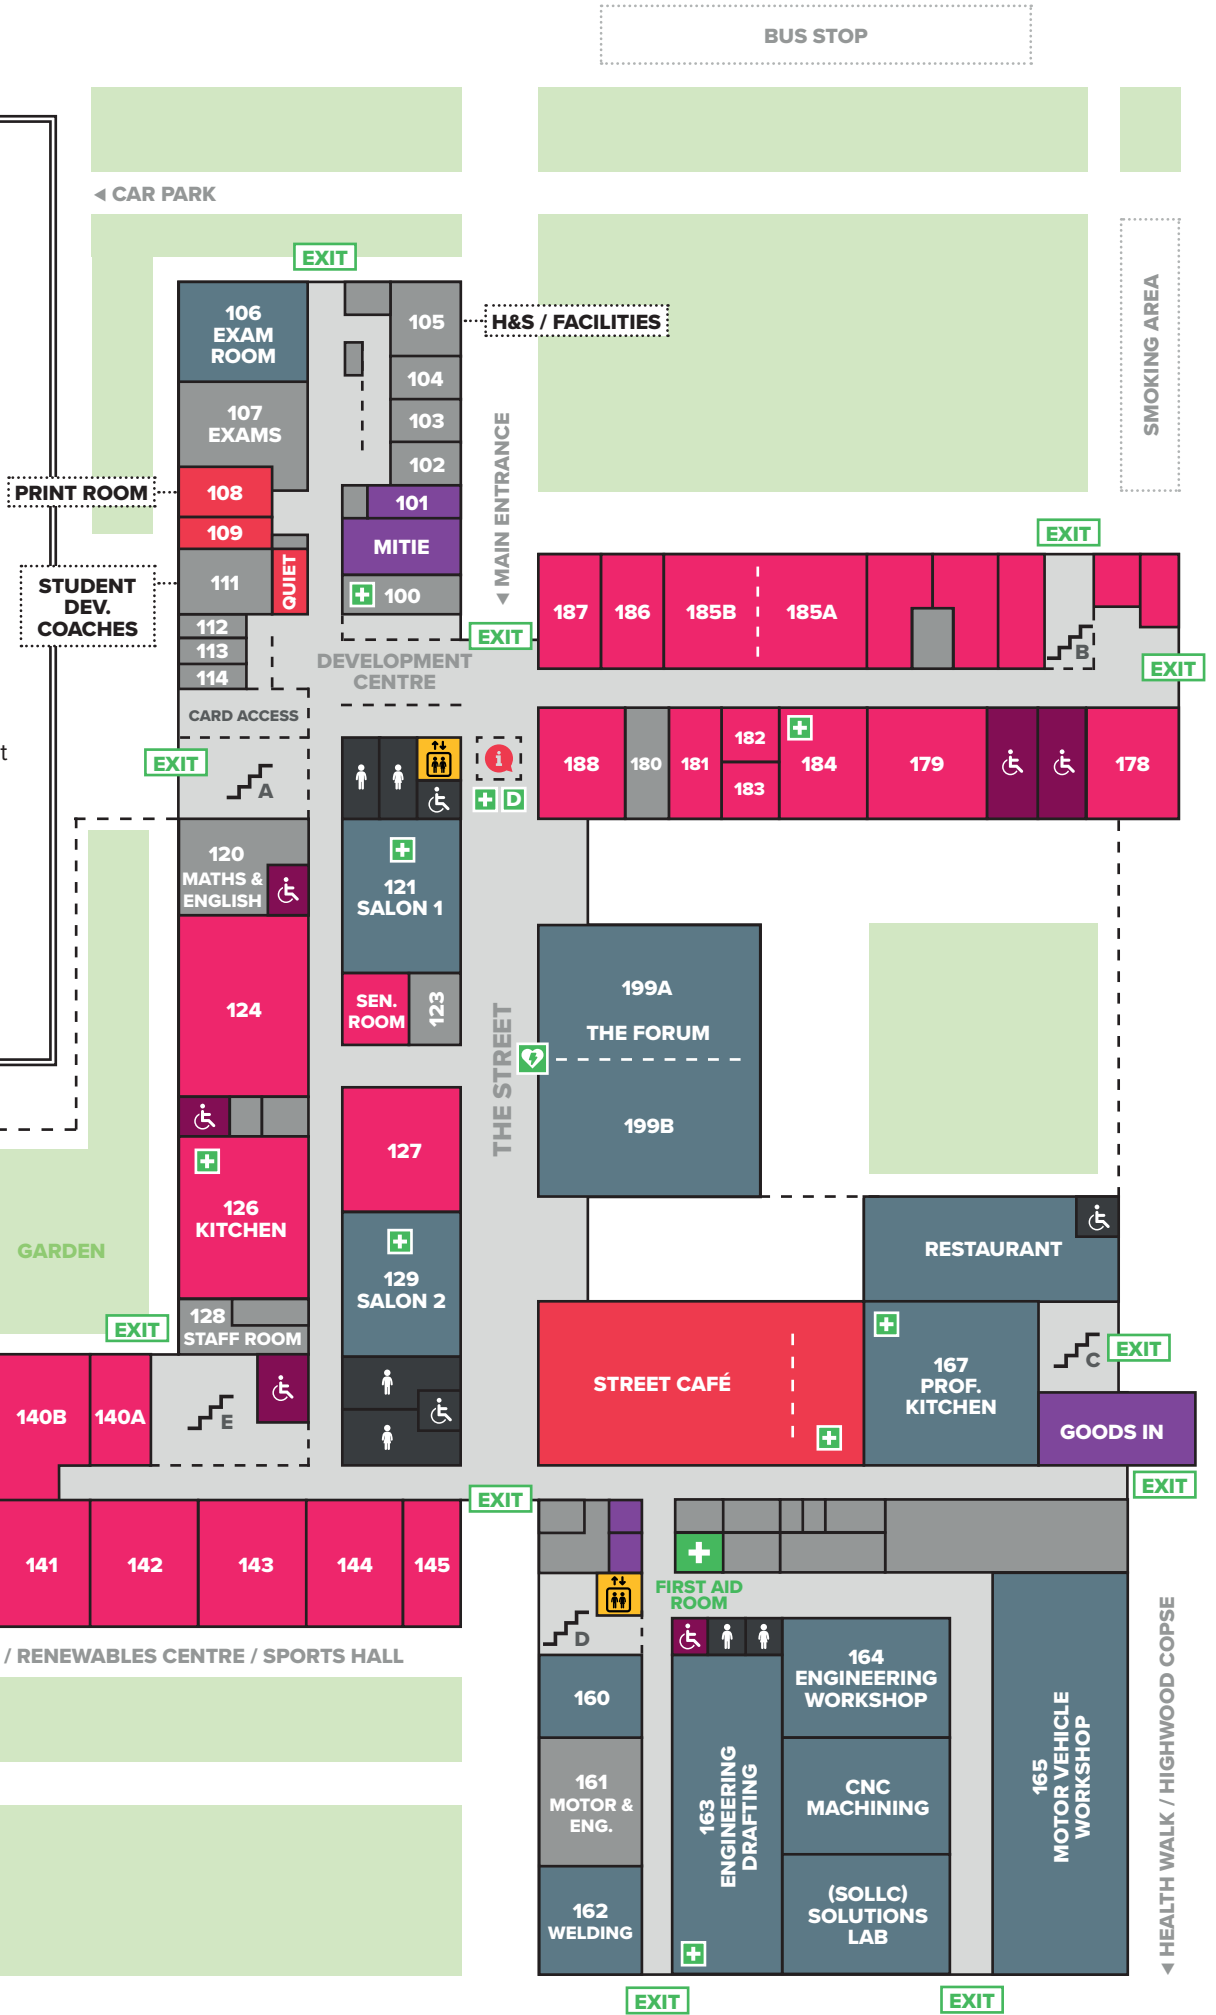 BUS STOP
◄ CAR PARK
EXIT
106
EXAM
ROOM
105
H&S / FACILITIES
SMOKING AREA
104
107
EXAMS
103
102
◄ MAIN ENTRANCE
PRINT ROOM
108
101
109
MITIE
EXIT
STUDENT
DEV.
COACHES
111
QUIET
100
187
186
185B
185A
112
113
114
EXIT
B
EXIT
DEVELOPMENT
CENTRE
CARD ACCESS
t
EXIT
A
i
D
188
180
181
182
183
184
179
178
120
MATHS &
ENGLISH
121
SALON 1
124
SEN.
ROOM
123
199A
THE FORUM
199B
THE STREET
127
126
KITCHEN
GARDEN
129
SALON 2
RESTAURANT
128
STAFF ROOM
EXIT
STREET CAFÉ
167
PROF.
KITCHEN
C
EXIT
140B
140A
E
GOODS IN
EXIT
EXIT
141
142
143
144
145
FIRST AID
ROOM
D
/ RENEWABLES CENTRE / SPORTS HALL
160
164
ENGINEERING
WORKSHOP
161
MOTOR &
ENG.
163
ENGINEERING
DRAFTING
CNC
MACHINING
165
MOTOR VEHICLE
WORKSHOP
◄ HEALTH WALK / HIGHWOOD COPSE
162
WELDING
(SOLLC)
SOLUTIONS
LAB
EXIT
EXIT